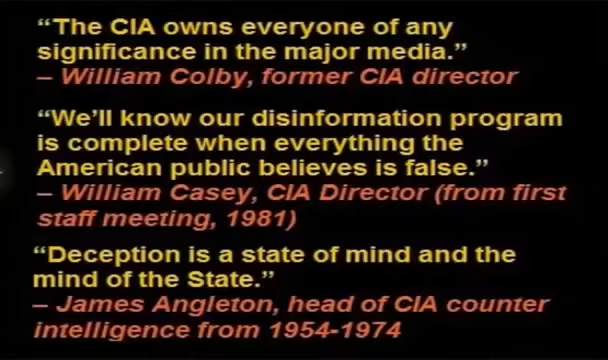 “The CIA owns everyone of any
significance in the major media.”
– William Colby, former CIA director
“We’ll know our disinformation program
is complete when everything the
American public believes is false.”
– William Casey, CIA Director (from first
staff meeting, 1981)
“Deception is a state of mind and the
mind of the State.”
– James Angleton, head of CIA counter
intelligence from 1954-1974